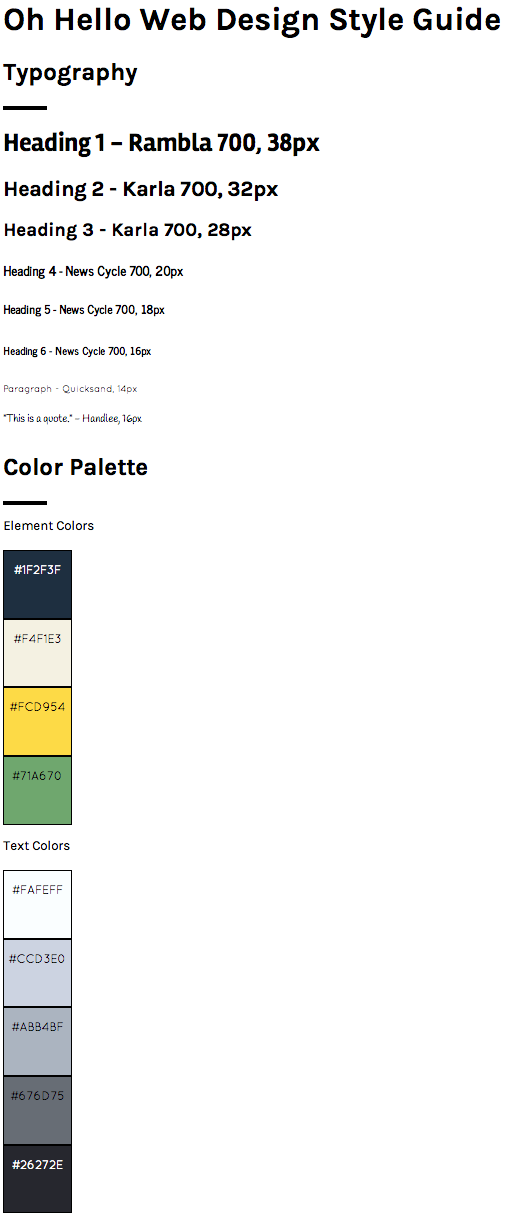 Oh Hello Web Design Style Guide
Typography
Heading 1 – Rambla 700, 38px
Heading 2 - Karla 700, 32px
Heading 3 - Karla 700, 28px
Heading 4 - News Cycle 700, 20px
Heading 5 - News Cycle 700, 18px
Heading 6 - News Cycle 700, 16px
Paragraph - Quicksand, 14px
"This is a quote." – Handlee, 16px
Color Palette
Element Colors
#1F2F3F
#F4F1E3
#FCD954
#71A670
Text Colors
#FAFEFF
#CCD3E0
#ABB4BF
#676D75
#26272E